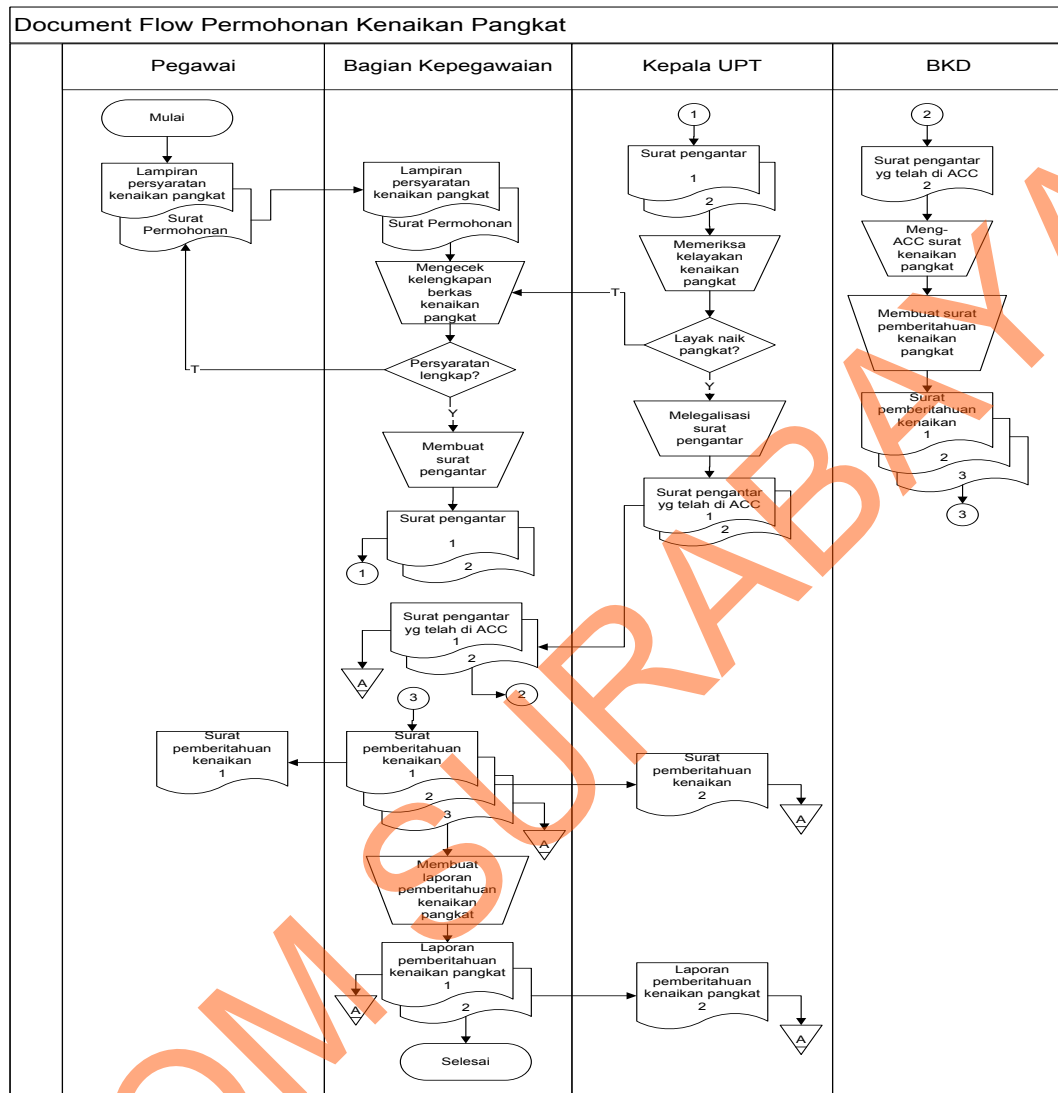 Document Flow Permohonan Kenaikan Pangkat
Pegawai
Bagian Kepegawaian
Kepala UPT
BKD
Mulai
Lampiran
persyaratan
kenaikan pangkat
Surat
Permohonan
Lampiran
persyaratan
kenaikan pangkat
Surat Permohonan
Mengecek
kelengkapan
berkas
kenaikan
pangkat
Persyaratan
lengkap?
T
Y
Membuat
surat
pengantar
Surat pengantar
1
2
1
Surat pengantar
yg telah di ACC
1
2
A
2
3
Surat
pemberitahuan
kenaikan
1
2
3
A
Surat
pemberitahuan
kenaikan
1
Membuat
laporan
pemberitahuan
kenaikan
pangkat
Laporan
pemberitahuan
kenaikan pangkat
1
2
A
Selesai
1
Surat pengantar
1
2
Memeriksa
kelayakan
kenaikan
pangkat
Layak naik
pangkat?
T
Y
Melegalisasi
surat
pengantar
Surat pengantar
yg telah di ACC
1
2
Surat
pemberitahuan
kenaikan
2
A
Laporan
pemberitahuan
kenaikan pangkat
2
A
2
Surat pengantar
yg telah di ACC
2
Meng-
ACC surat
kenaikan
pangkat
Membuat surat
pemberitahuan
kenaikan
pangkat
Surat
pemberitahuan
kenaikan
1
2
3
3
OM SURABAYA